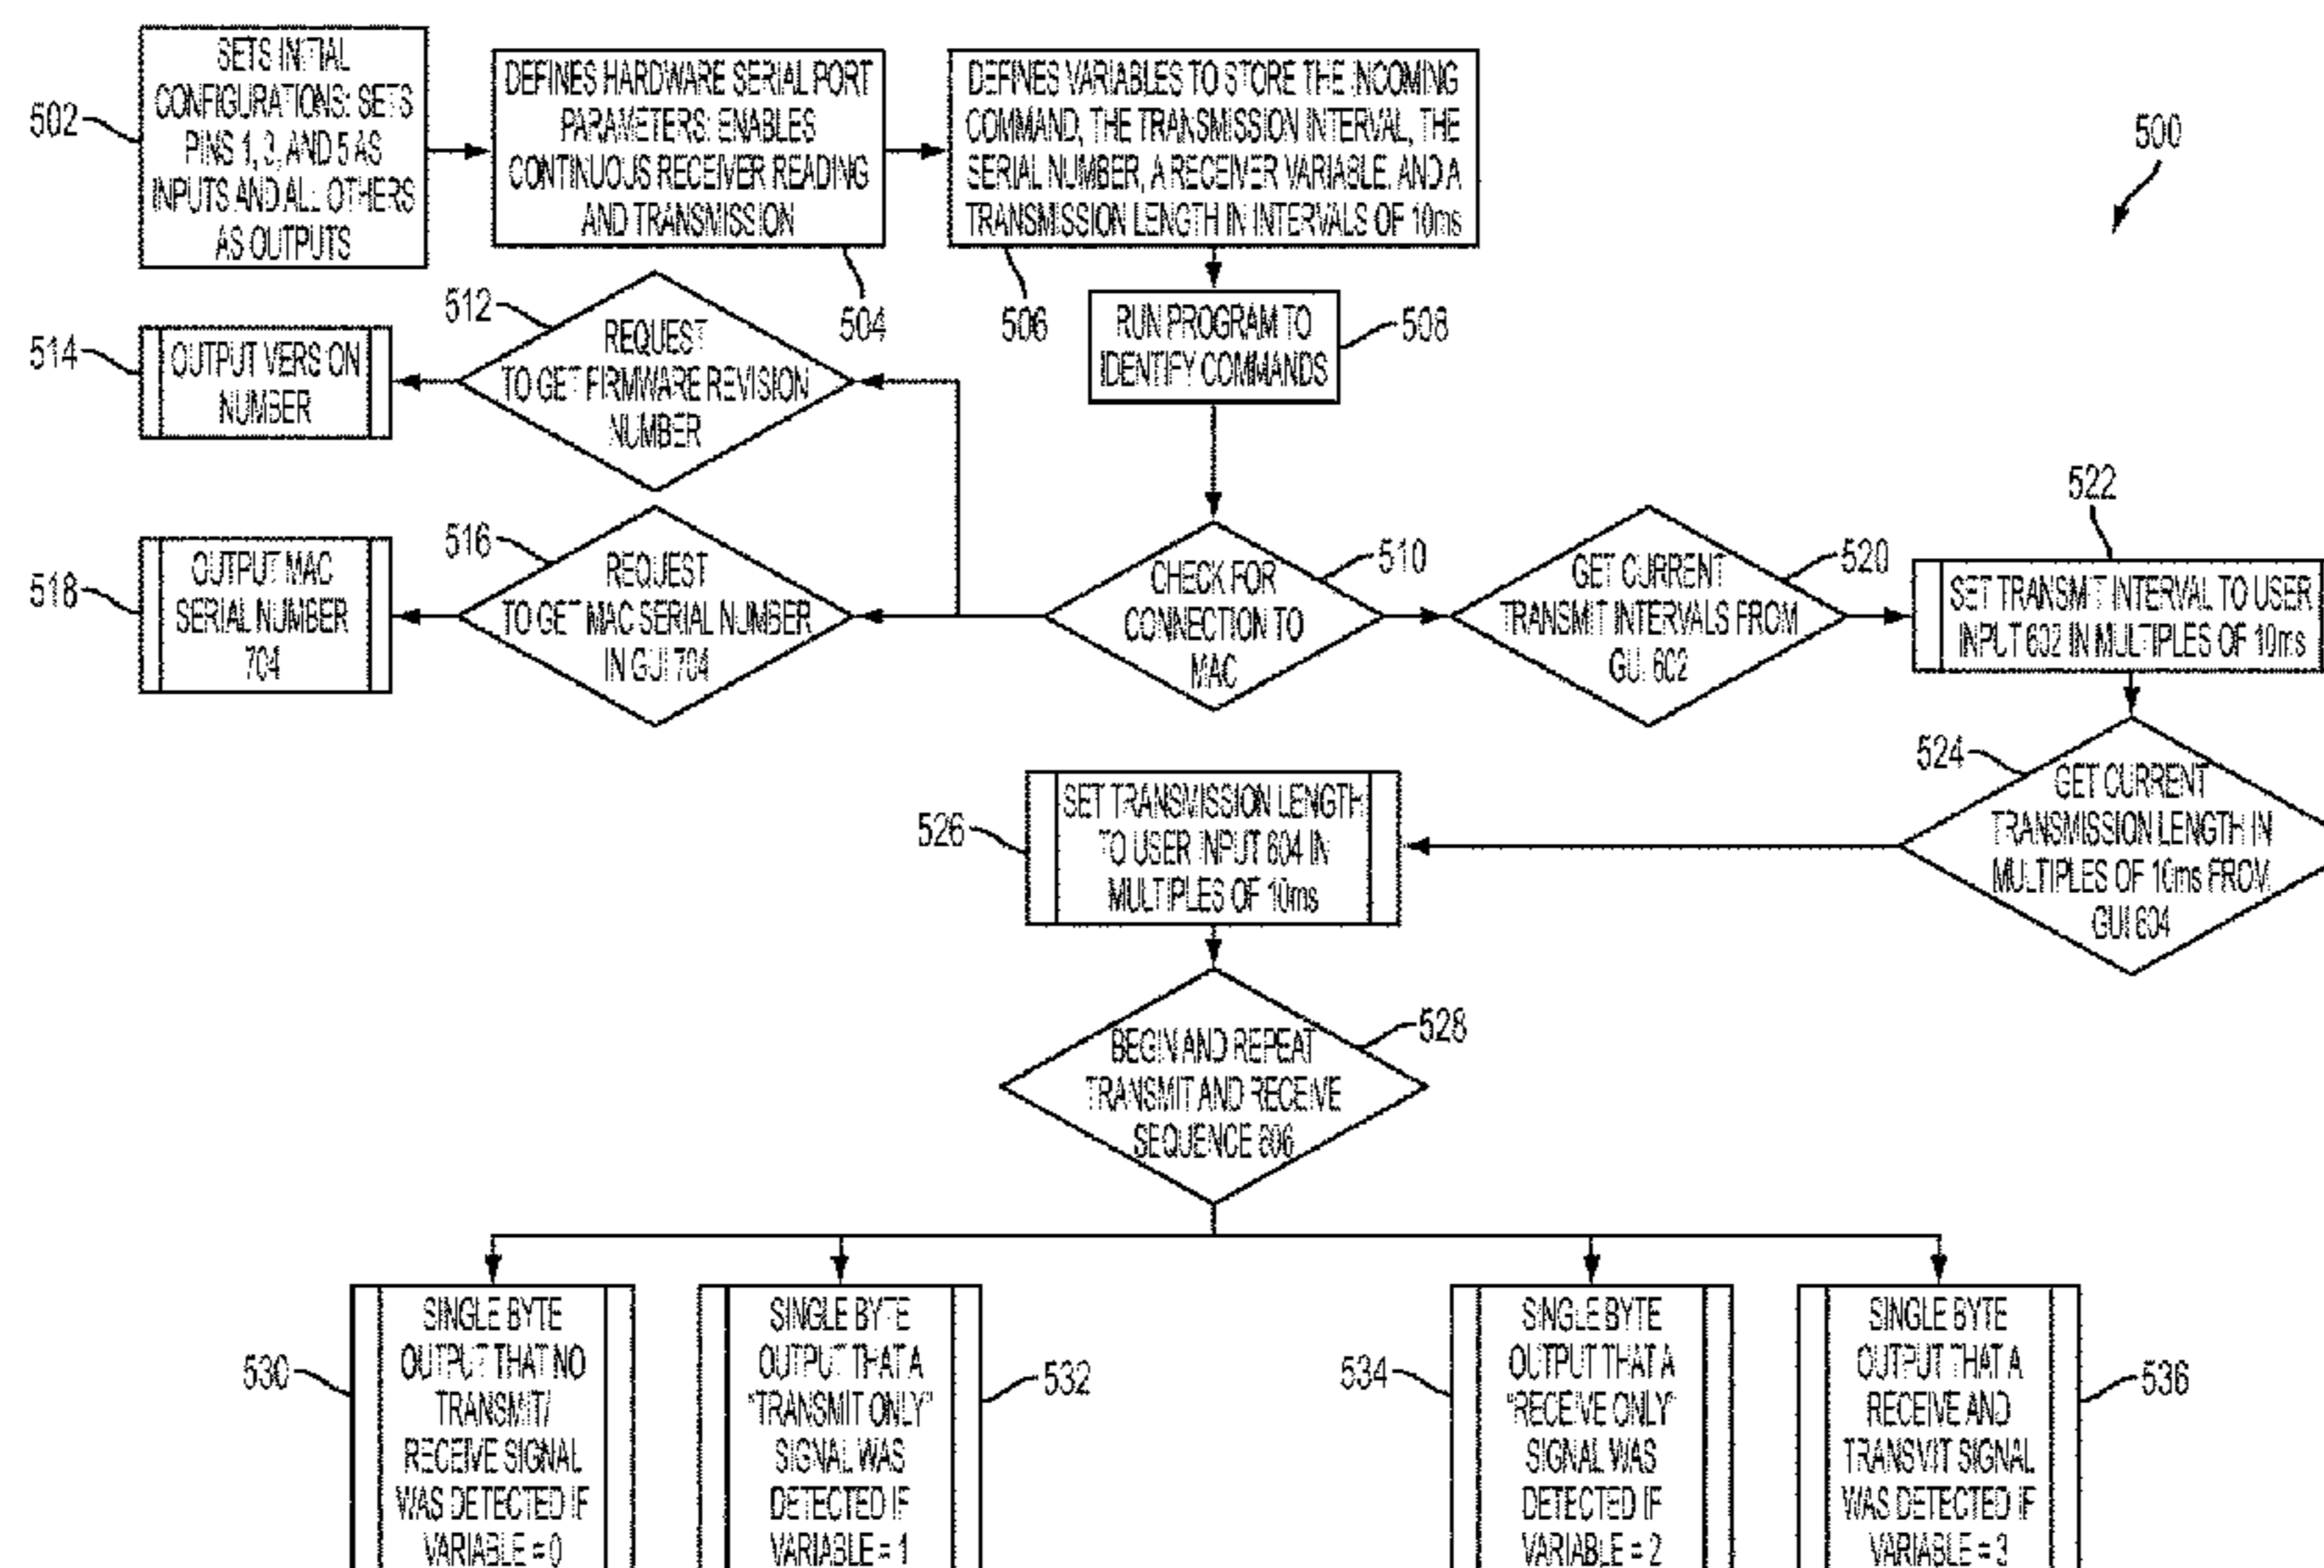 SETS INITIAL
CONFIGURATIONS: SETS
PINS 1, 3, AND 5 AS
INPUTS AND ALL OTHERS
AS OUTPUTS
502
DEFINES HARDWARE SERIAL PORT
PARAMETERS: ENABLES
CONTINUOUS RECEIVER READING
AND TRANSMISSION
504
DEFINES VARIABLES TO STORE THE INCOMING
COMMAND, THE TRANSMISSION INTERVAL, THE
SERIAL NUMBER, A RECEIVER VARIABLE, AND A
TRANSMISSION LENGTH IN INTERVALS OF 10ms
506
500
RUN PROGRAM TO
IDENTIFY COMMANDS
508
512
REQUEST
TO GET FIRMWARE REVISION
NUMBER
514
OUTPUT VERSION
NUMBER
CHECK FOR
CONNECTION TO
MAC
510
516
REQUEST
TO GET MAC SERIAL NUMBER
IN GUI 704
518
OUTPUT MAC
SERIAL NUMBER
704
GET CURRENT
TRANSMIT INTERVALS FROM
GUI 602
520
522
SET TRANSMIT INTERVAL TO USER
INPUT 602 IN MULTIPLES OF 10ms
524
GET CURRENT
TRANSMISSION LENGTH IN
MULTIPLES OF 10ms FROM
GUI 604
526
SET TRANSMISSION LENGTH
TO USER INPUT 604 IN
MULTIPLES OF 10ms
BEGIN AND REPEAT
TRANSMIT AND RECEIVE
SEQUENCE 606
528
530
SINGLE BYTE
OUTPUT THAT NO
TRANSMIT/
RECEIVE SIGNAL
WAS DETECTED IF
VARIABLE = 0
SINGLE BYTE
OUTPUT THAT A
"TRANSMIT ONLY"
SIGNAL WAS
DETECTED IF
VARIABLE = 1
532
534
SINGLE BYTE
OUTPUT THAT A
"RECEIVE ONLY"
SIGNAL WAS
DETECTED IF
VARIABLE = 2
SINGLE BYTE
OUTPUT THAT A
RECEIVE AND
TRANSMIT SIGNAL
WAS DETECTED IF
VARIABLE = 3
536